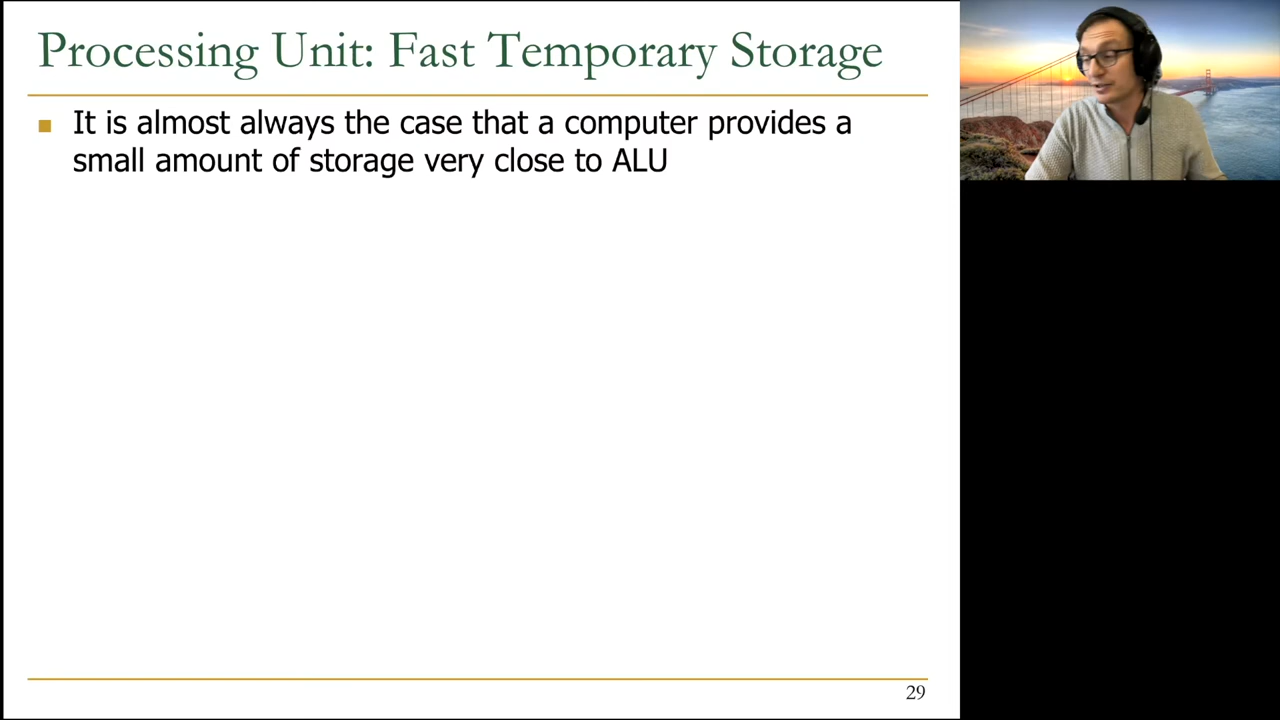 Processing Unit: Fast Temporary Storage
It is almost always the case that a computer provides a
small amount of storage very close to ALU
29